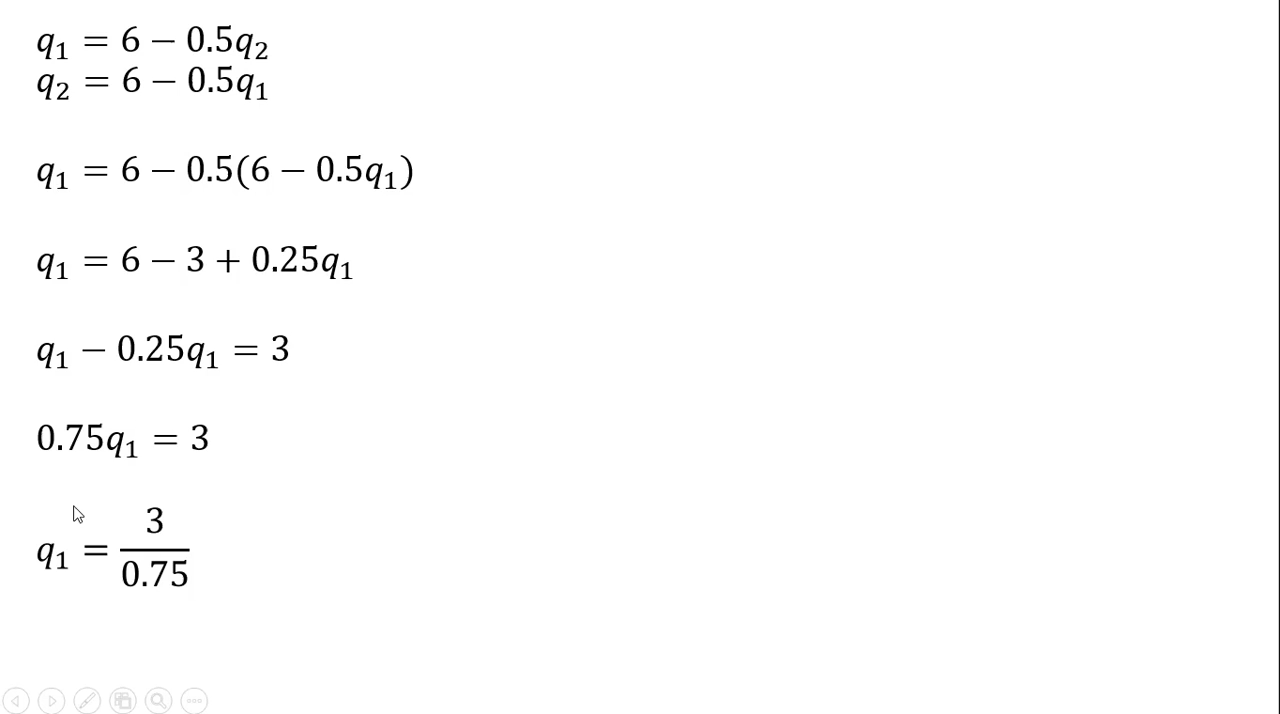 q₁ = 6 − 0.5q₂
q₂ = 6 − 0.5q₁
q₁ = 6 − 0.5(6 − 0.5q₁)
q₁ = 6 − 3 + 0.25q₁
q₁ − 0.25q₁ = 3
0.75q₁ = 3
q₁ = 3/0.75